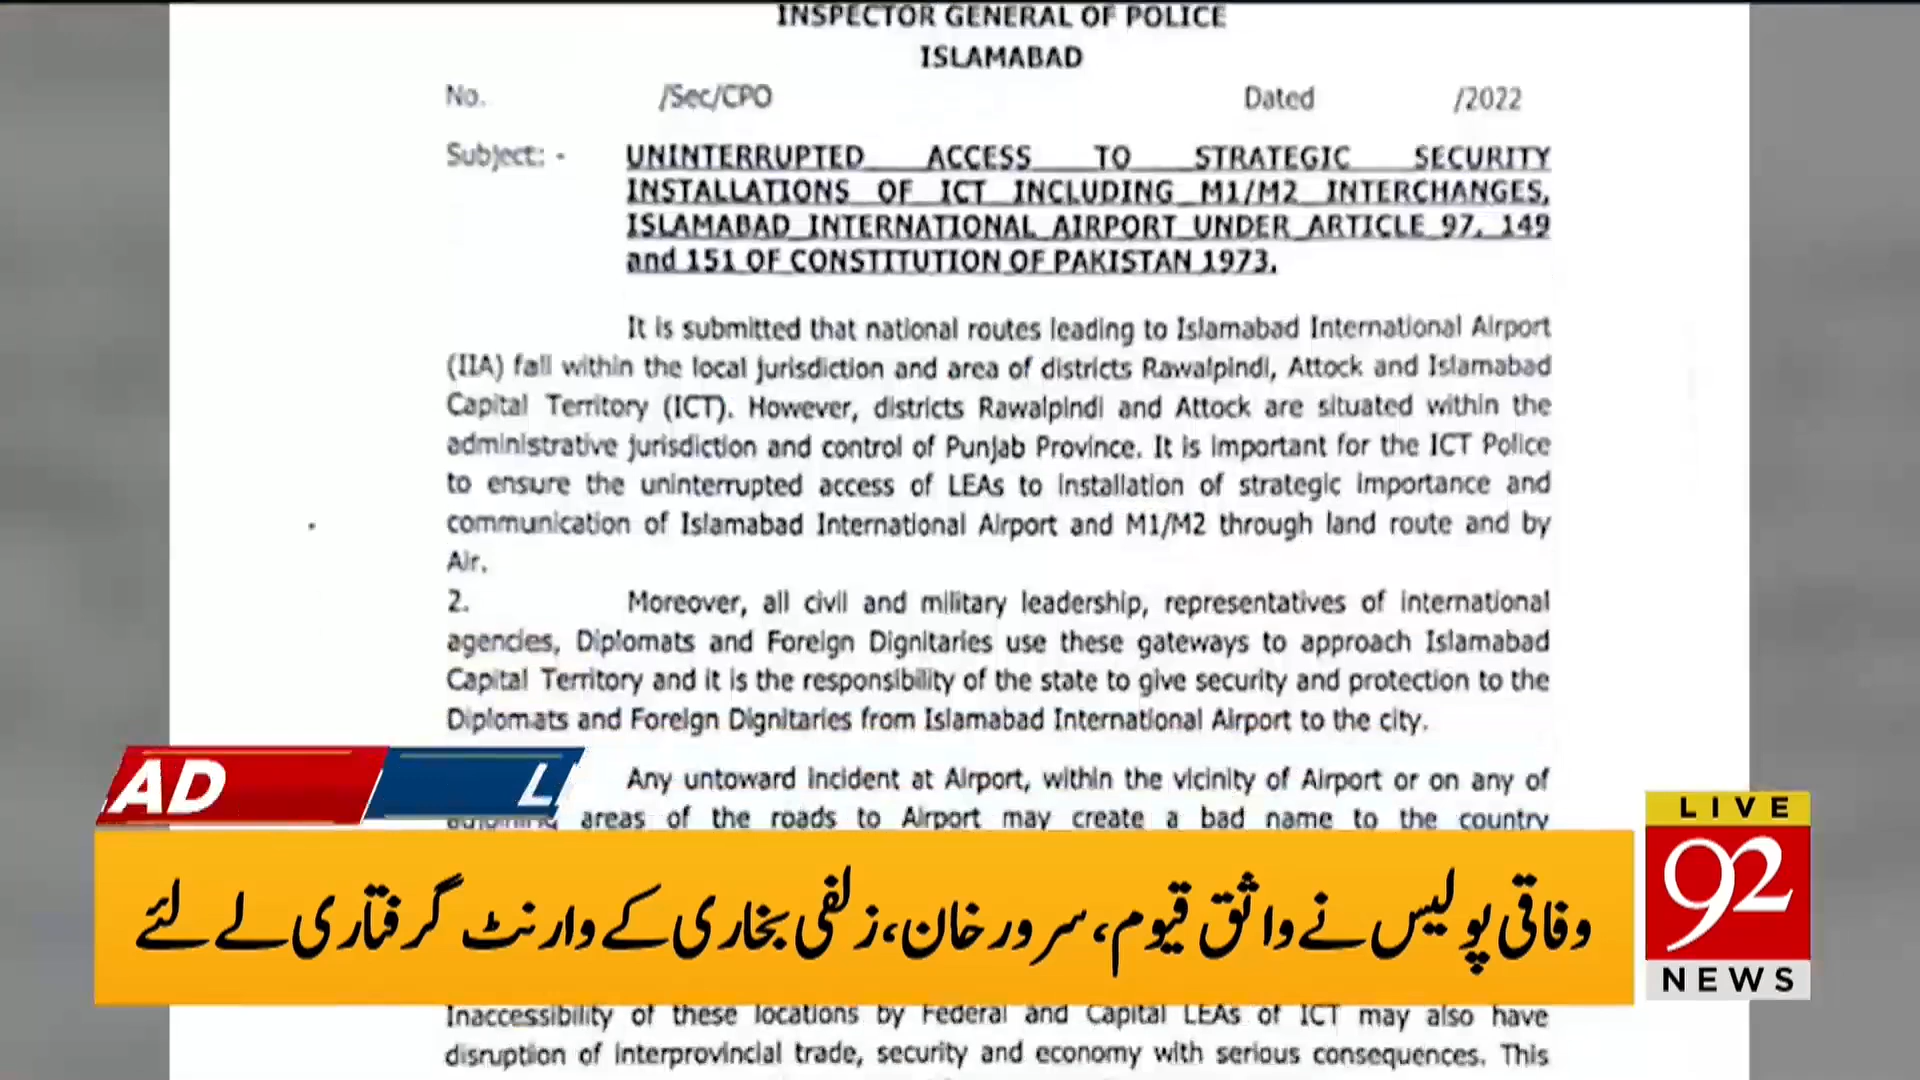 INSPECTOR GENERAL OF POLICE
ISLAMABAD
No. /Sec/CPO Dated /2022
Subject: - UNINTERRUPTED ACCESS TO STRATEGIC SECURITY
INSTALLATIONS OF ICT INCLUDING M1/M2 INTERCHANGES,
ISLAMABAD INTERNATIONAL AIRPORT UNDER ARTICLE 97, 149
and 151 OF CONSTITUTION OF PAKISTAN 1973.
It is submitted that national routes leading to Islamabad International Airport
(IIA) fall within the local jurisdiction and area of districts Rawalpindi, Attock and Islamabad
Capital Territory (ICT). However, districts Rawalpindi and Attock are situated within the
administrative jurisdiction and control of Punjab Province. It is important for the ICT Police
to ensure the uninterrupted access of LEAs to installation of strategic importance and
communication of Islamabad International Airport and M1/M2 through land route and by
Air.
2. Moreover, all civil and military leadership, representatives of international
agencies, Diplomats and Foreign Dignitaries use these gateways to approach Islamabad
Capital Territory and it is the responsibility of the state to give security and protection to the
Diplomats and Foreign Dignitaries from Islamabad International Airport to the city.
Any untoward incident at Airport, within the vicinity of Airport or on any of
areas of the roads to Airport may create a bad name to the country
AD
LIVE
92
NEWS
وفاقی پولیس نے واثق قیوم، سرور خان، زلفی بخاری کے وارنٹ گرفتاری لے لئے
Inaccessibility of these locations by Federal and Capital LEAs of ICT may also have
disruption of interprovincial trade, security and economy with serious consequences. This